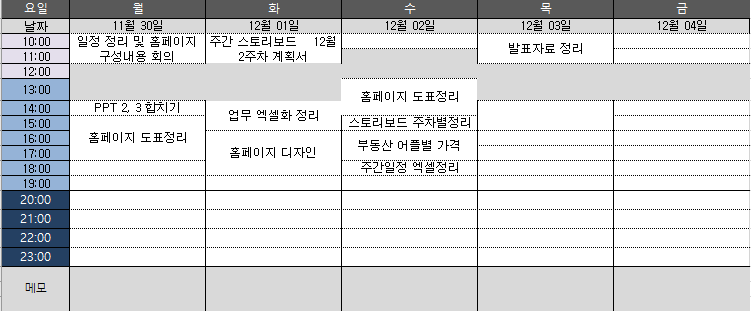 요일 월 화 수 목 금
날짜 11월 30일 12월 01일 12월 02일 12월 03일 12월 04일
10:00 일정 정리 및 홈페이지 주간 스토리보드 12월 발표자료 정리
11:00 구성내용 회의 2주차 계획서
12:00
13:00 홈페이지 도표정리
14:00 PPT 2, 3 합치기 업무 엑셀화 정리
15:00 스토리보드 주차별정리
16:00 홈페이지 도표정리 부동산 어플별 가격
17:00 홈페이지 디자인
18:00 주간일정 엑셀정리
19:00
20:00
21:00
22:00
23:00
메모